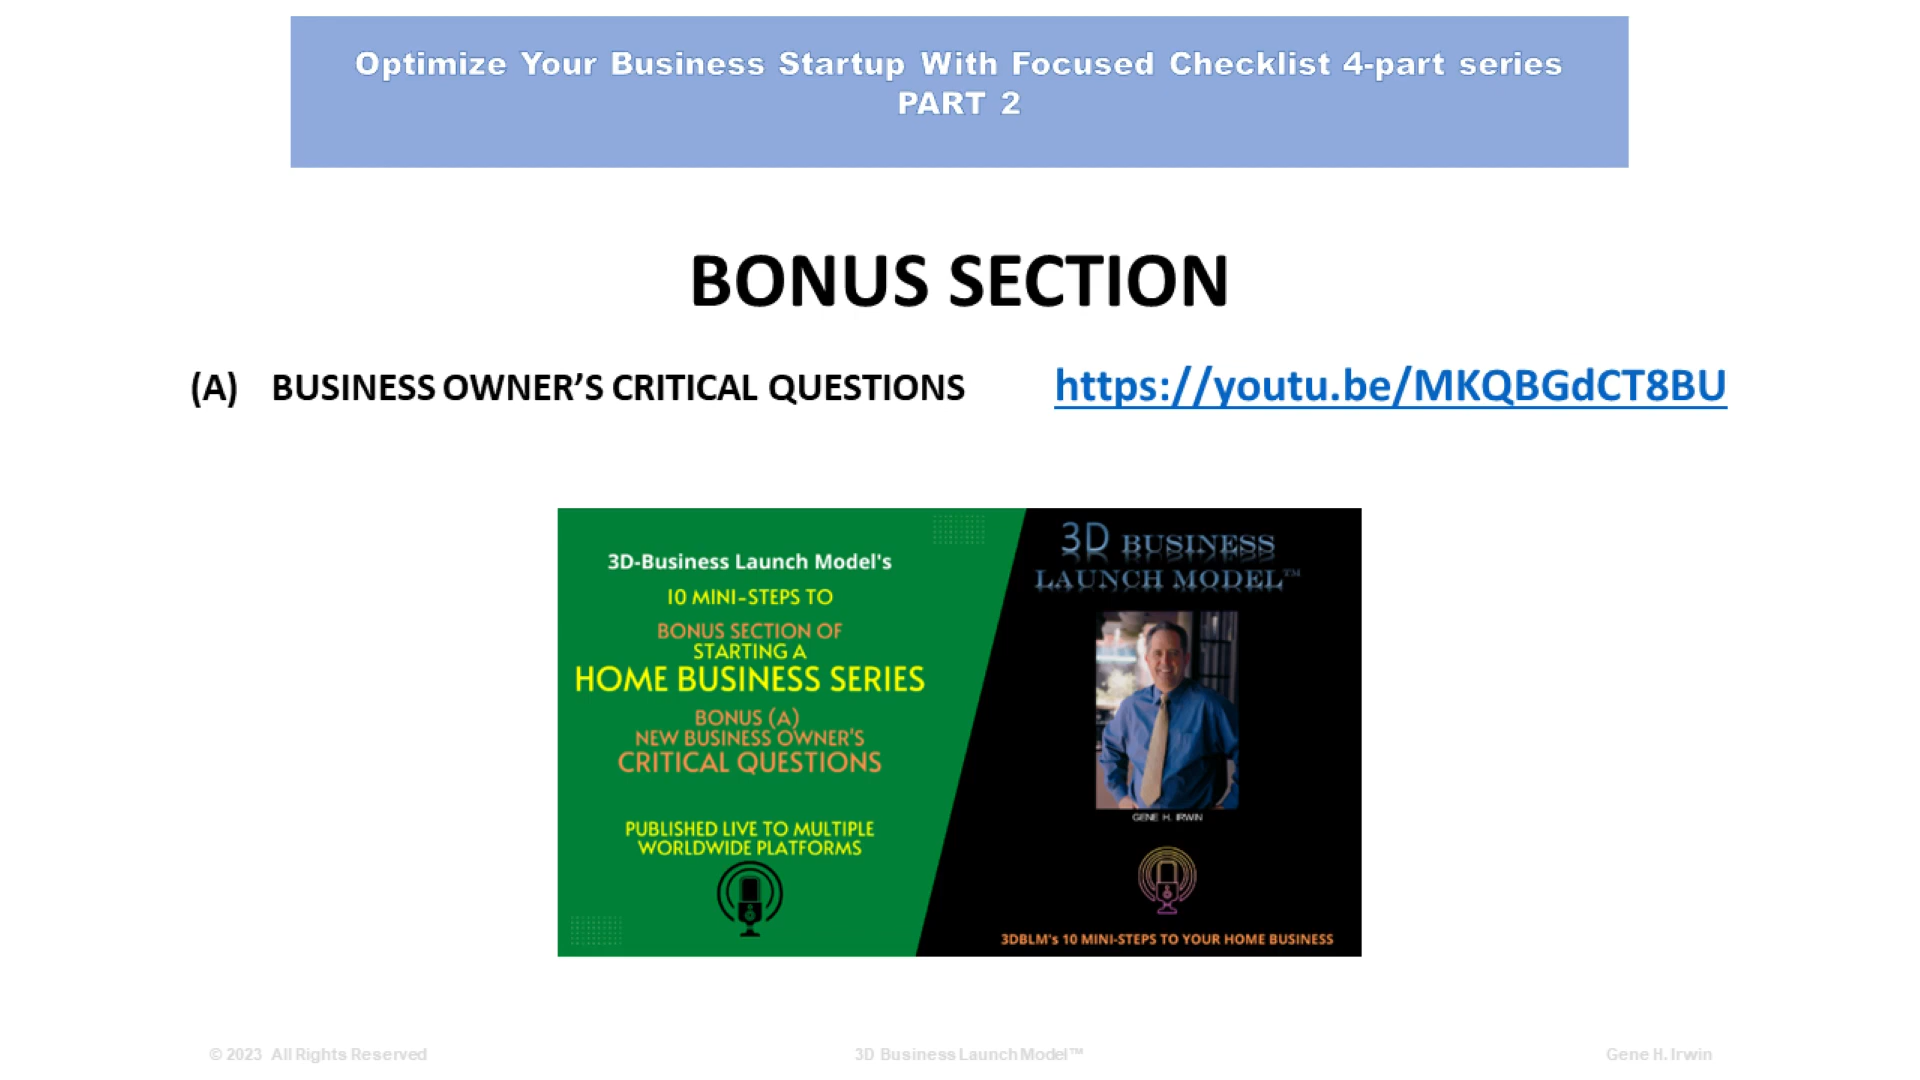 Optimize Your Business Startup With Focused Checklist 4-part series
PART 2
BONUS SECTION
(A) BUSINESS OWNER’S CRITICAL QUESTIONS https://youtu.be/MKQBGdCT8BU
3D-Business Launch Model's
10 MINI-STEPS TO
BONUS SECTION OF
STARTING A
HOME BUSINESS SERIES
BONUS (A)
NEW BUSINESS OWNER'S
CRITICAL QUESTIONS
PUBLISHED LIVE TO MULTIPLE
WORLDWIDE PLATFORMS
3D BUSINESS
LAUNCH MODEL™
GENE H. IRWIN
3DBLM's 10 MINI-STEPS TO YOUR HOME BUSINESS
© 2023 All Rights Reserved 3D Business Launch Model™ Gene H. Irwin